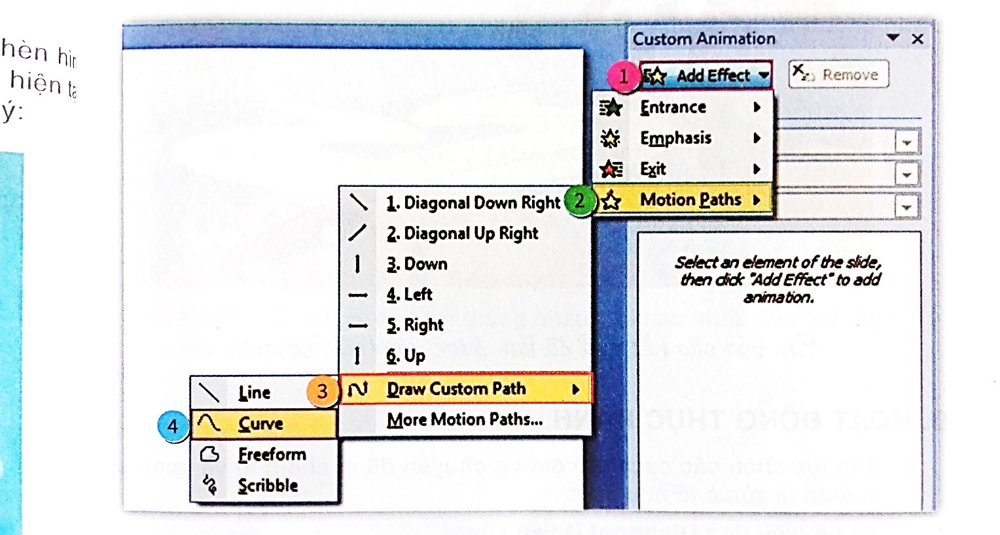 hèn
hiện
ý:
Custom Animation
1 Add Effect
Remove
Entrance
Emphasis
Exit
2 Motion Paths
1. Diagonal Down Right
2. Diagonal Up Right
3. Down
4. Left
5. Right
6. Up
3 Draw Custom Path
More Motion Paths...
Line
4 Curve
Freeform
Scribble
Select an element of the slide,
then click "Add Effect" to add
animation.